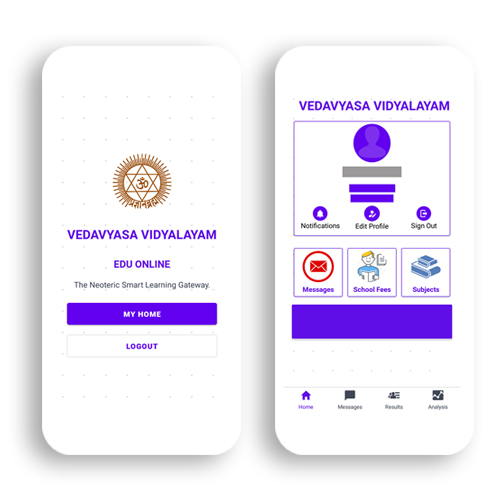 VEDAVYASA VIDYALAYAM
EDU ONLINE
The Neoteric Smart Learning Gateway.
MY HOME
LOGOUT
VEDAVYASA VIDYALAYAM
Notifications
Edit Profile
Sign Out
Messages
School Fees
Subjects
Home
Messages
Results
Analysis